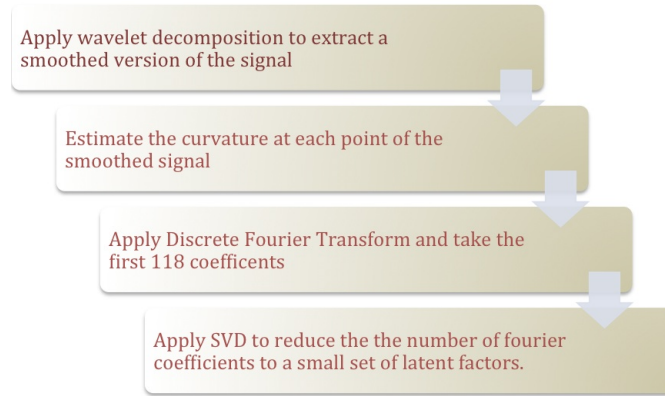 Apply wavelet decomposition to extract a
smoothed version of the signal
Estimate the curvature at each point of the
smoothed signal
Apply Discrete Fourier Transform and take the
first 118 coefficents
Apply SVD to reduce the the number of fourier
coefficients to a small set of latent factors.